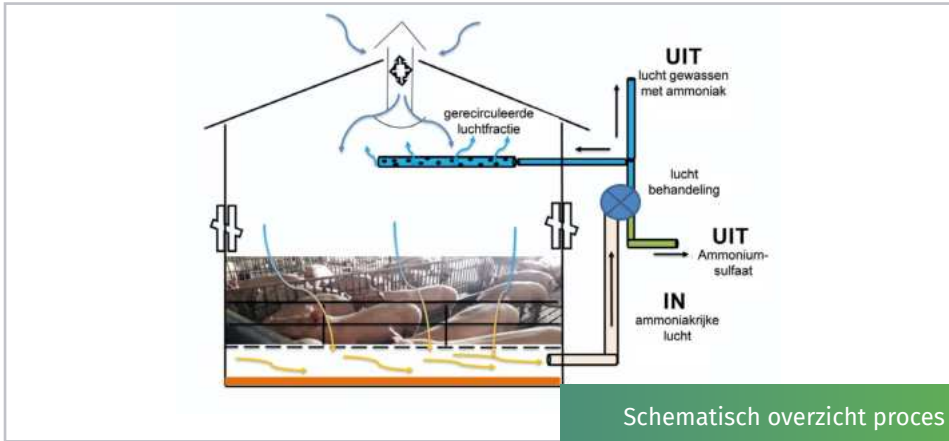 UIT
lucht gewassen
met ammoniak
gerecirculeerde
luchtfractie
lucht
behandeling
UIT
Ammonium-
sulfaat
IN
ammoniakrijke
lucht
Schematisch overzicht proces